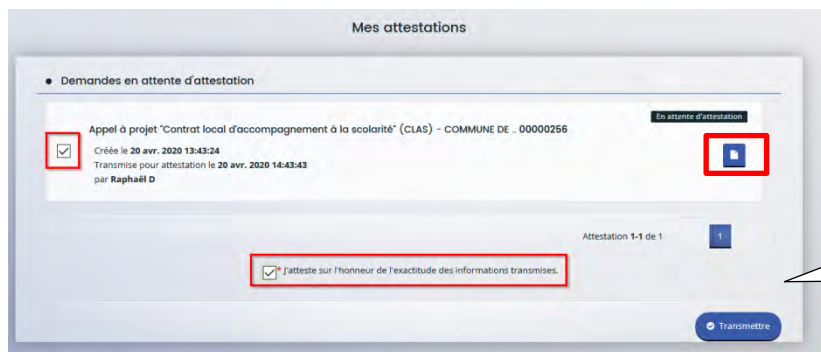 Mes attestations
Demandes en attente d'attestation
En attente d'attestation
Appel à projet "Contrat local d'accompagnement à la scolarité" (CLAS) - COMMUNE DE .. 00000256
Créée le 20 avr. 2020 13:43:24
Transmise pour attestation le 20 avr. 2020 14:43:43
par Raphaël D
Attestation 1-1 de 1
1
* J'atteste sur l'honneur de l'exactitude des informations transmises.
Transmettre